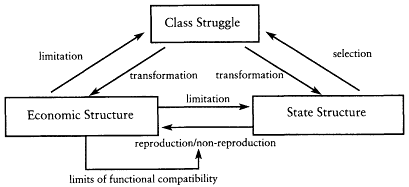 Class Struggle
limitation
selection
transformation
transformation
limitation
Economic Structure
State Structure
reproduction/non-reproduction
limits of functional compatibility